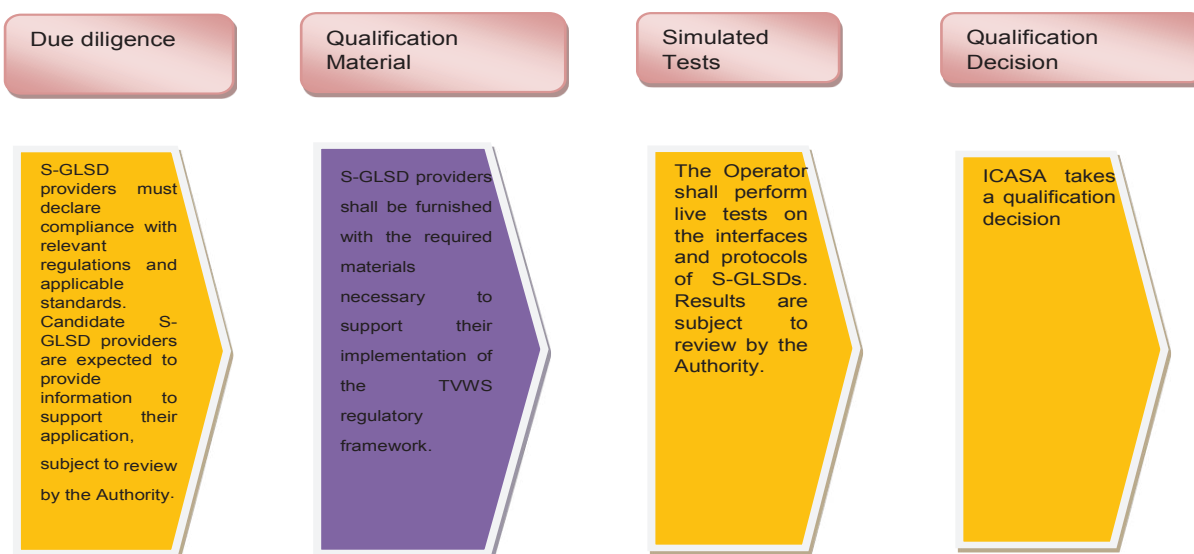 Due diligence
Qualification
Material
Simulated
Tests
Qualification
Decision
S-GLSD
providers must
declare
compliance with
relevant
regulations and
applicable
standards.
Candidate S-
GLSD providers
are expected to
provide
information to
support their
application,
subject to review
by the Authority.
S-GLSD providers
shall be furnished
with the required
materials
necessary to
support their
implementation of
the TVWS
regulatory
framework.
The Operator
shall perform
live tests on
the interfaces
and protocols
of S-GLSDs.
Results are
subject to
review by the
Authority.
ICASA takes
a qualification
decision